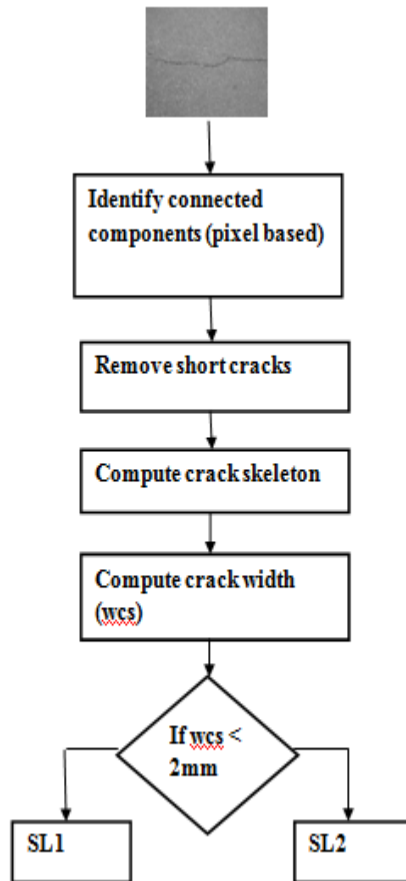 Identify connected
components (pixel based)
Remove short cracks
Compute crack skeleton
Compute crack width
(wcs)
If wcs <
2mm
SL1
SL2